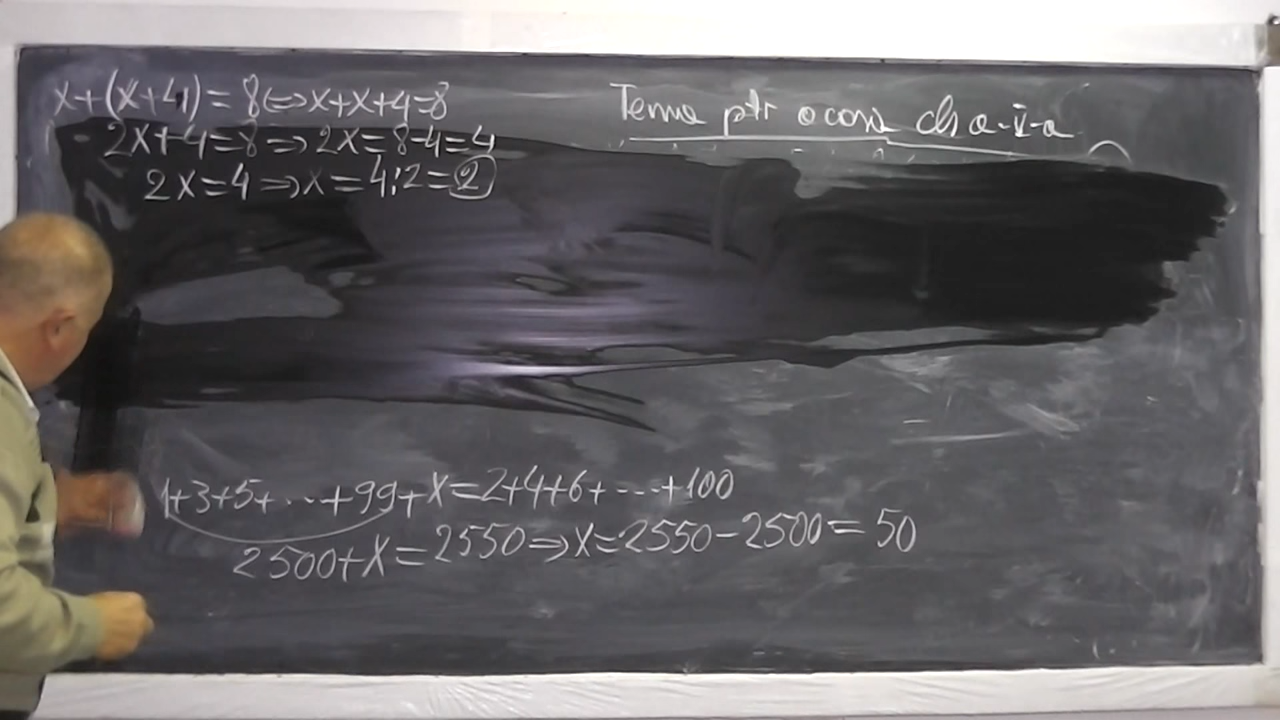 x+(x+4)=8⇔x+x+4=8
2x+4=8⇒2x=8-4=4
2x=4⇒x=4:2=2
Tema ptr acasă cls a-V-a
1+3+5+...+99+x=2+4+6+...+100
2500+x=2550⇒x=2550-2500=50